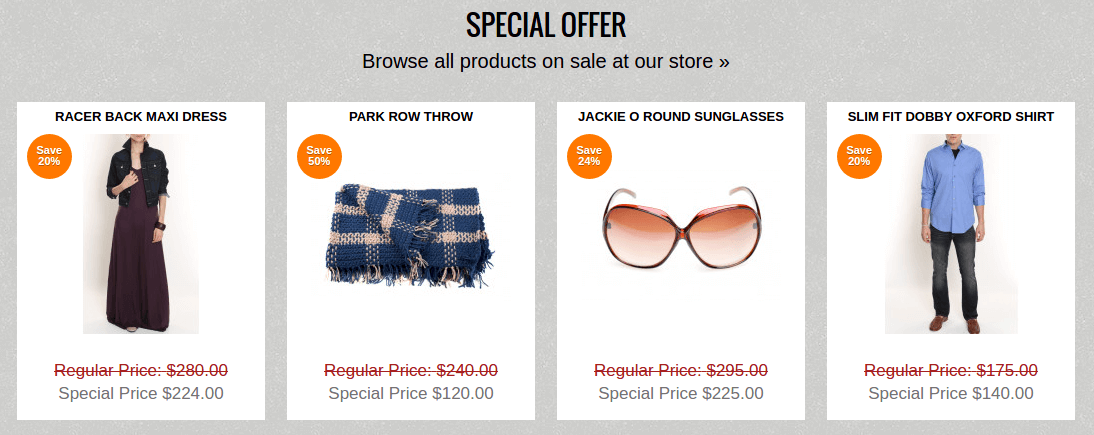 SPECIAL OFFER
Browse all products on sale at our store »
RACER BACK MAXI DRESS
Save
20%
Regular Price: $280.00
Special Price $224.00
PARK ROW THROW
Save
50%
Regular Price: $240.00
Special Price $120.00
JACKIE O ROUND SUNGLASSES
Save
24%
Regular Price: $295.00
Special Price $225.00
SLIM FIT DOBBY OXFORD SHIRT
Save
20%
Regular Price: $175.00
Special Price $140.00